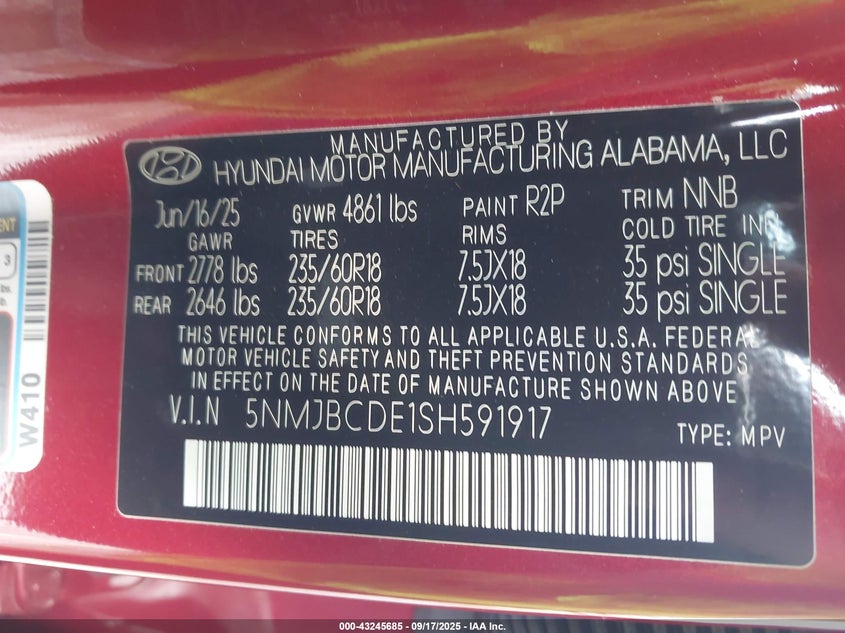 MANUFACTURED BY
HYUNDAI MOTOR MANUFACTURING ALABAMA, LLC
Jun/16/25 GVWR 4861 lbs PAINT R2P TRIM NNB
GAWR TIRES RIMS COLD TIRE INF
FRONT 2778 lbs 235/60R18 7.5JX18 35 psi SINGLE
REAR 2646 lbs 235/60R18 7.5JX18 35 psi SINGLE
THIS VEHICLE CONFORMS TO ALL APPLICABLE U.S.A. FEDERAL
MOTOR VEHICLE SAFETY AND THEFT PREVENTION STANDARDS
IN EFFECT ON THE DATE OF MANUFACTURE SHOWN ABOVE
V.I.N 5NMJBCDE1SH591917 TYPE: MPV
3
W410
000-43245685 - 09/17/2025 - IAA Inc.